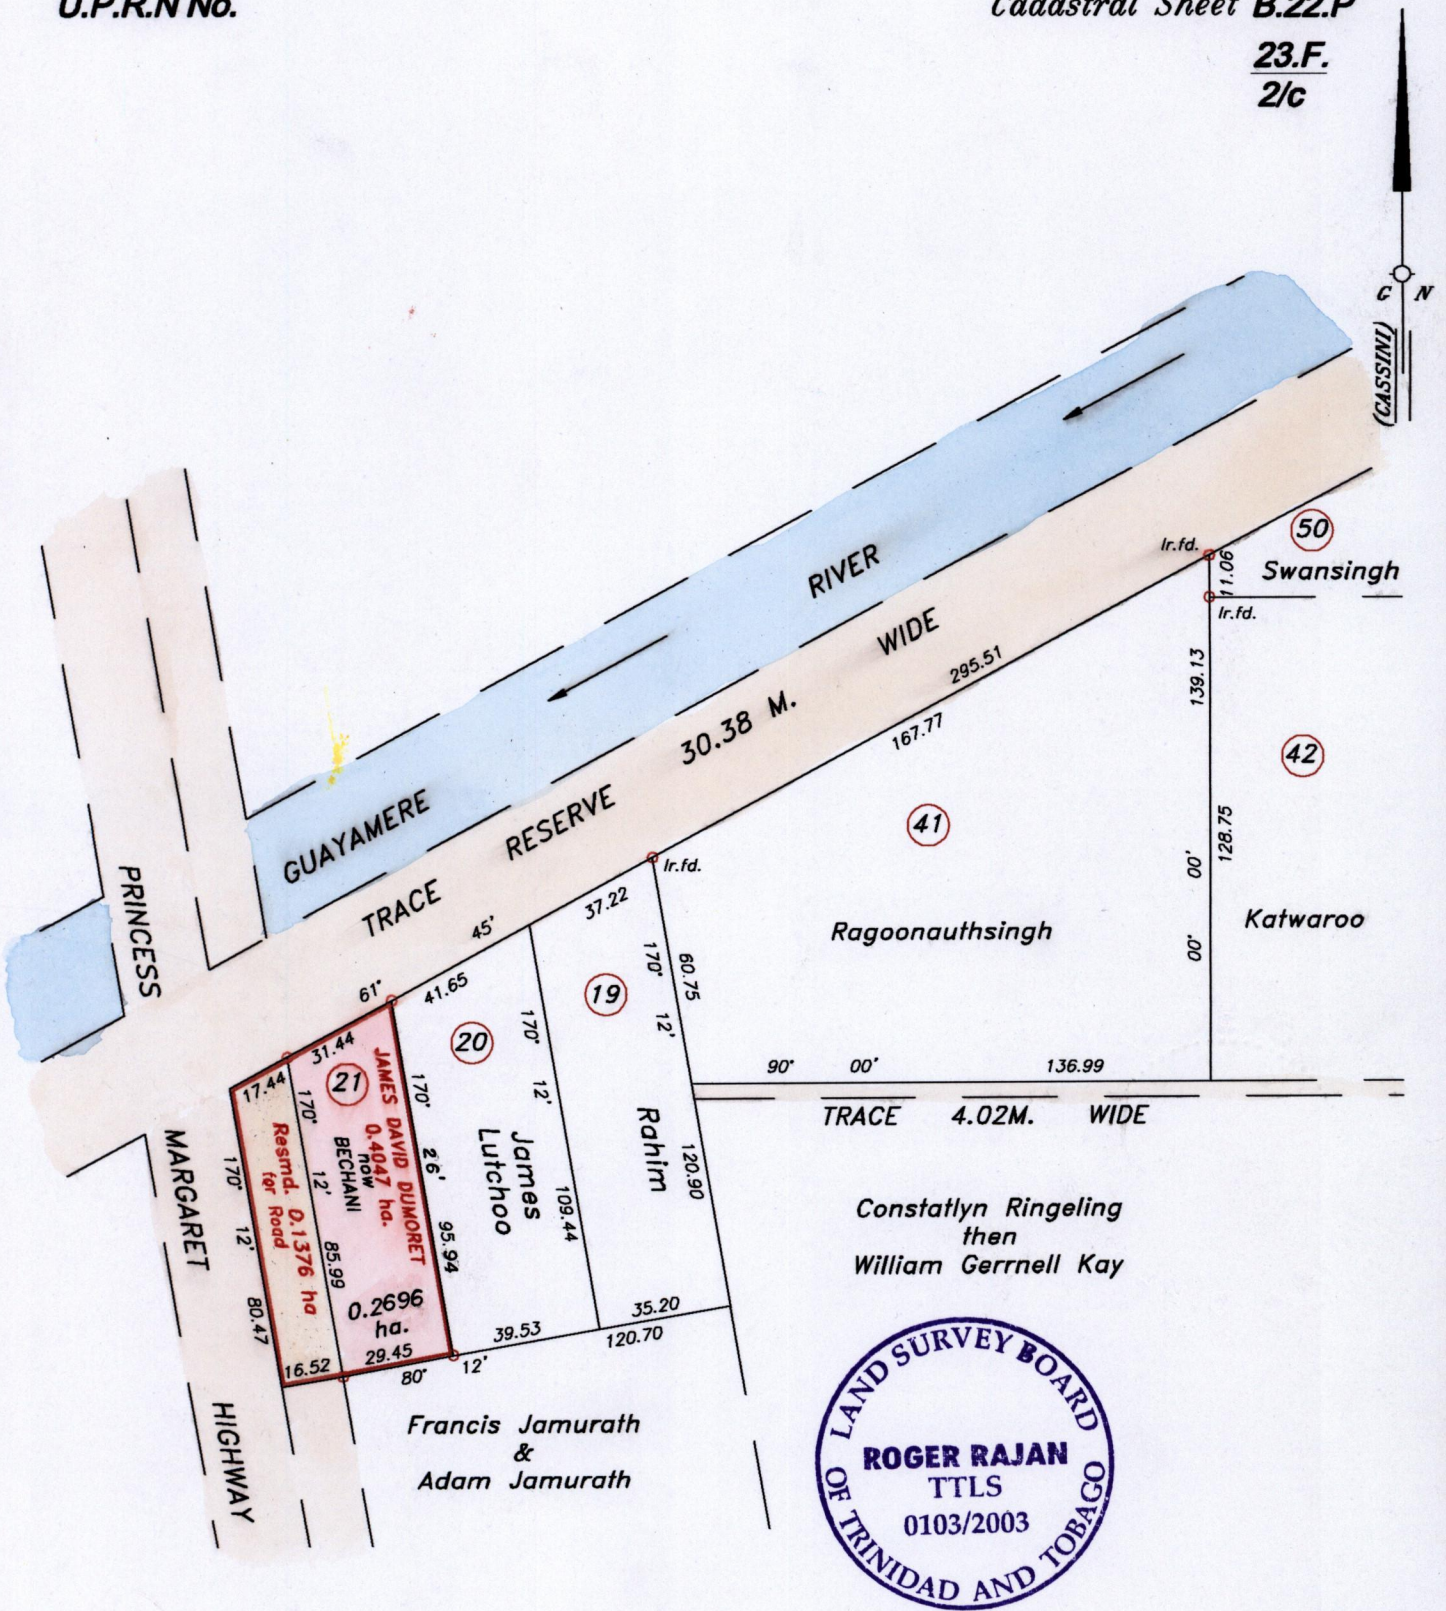 U.P.R.N No.
Cadastral Sheet B.22.P
23.F.
2/c
G N
(CASSINI)
50
Swansingh
Ir.fd.
11.06
Ir.fd.
RIVER
WIDE
295.51
139.13
30.38 M.
167.77
42
GUAYAMERE
RESERVE
41
128.75
00'
Ir.fd.
PRINCESS
TRACE
37.22
45'
Ragoonauthsingh
Katwaroo
00'
170°
60.75
61°
41.65
19
12'
170°
31.44
20
17.44
21
170°
12'
90° 00' 136.99
170°
12'
JAMES DAVID DUMORET
0.4047 ha.
now
BECHANI
26'
TRACE 4.02M. WIDE
James
Lutchoo
Rahim
MARGARET
170°
12'
Resmd. 0.1376 ha
for Road
120.90
109.44
95.94
85.99
80.47
Constatlyn Ringeling
then
William Gerrnell Kay
0.2696
ha.
35.20
39.53
120.70
29.45
16.52
80° 12'
HIGHWAY
Francis Jamurath
&
Adam Jamurath
LAND SURVEY BOARD
ROGER RAJAN
TTLS
0103/2003
OF TRINIDAD AND TOBAGO